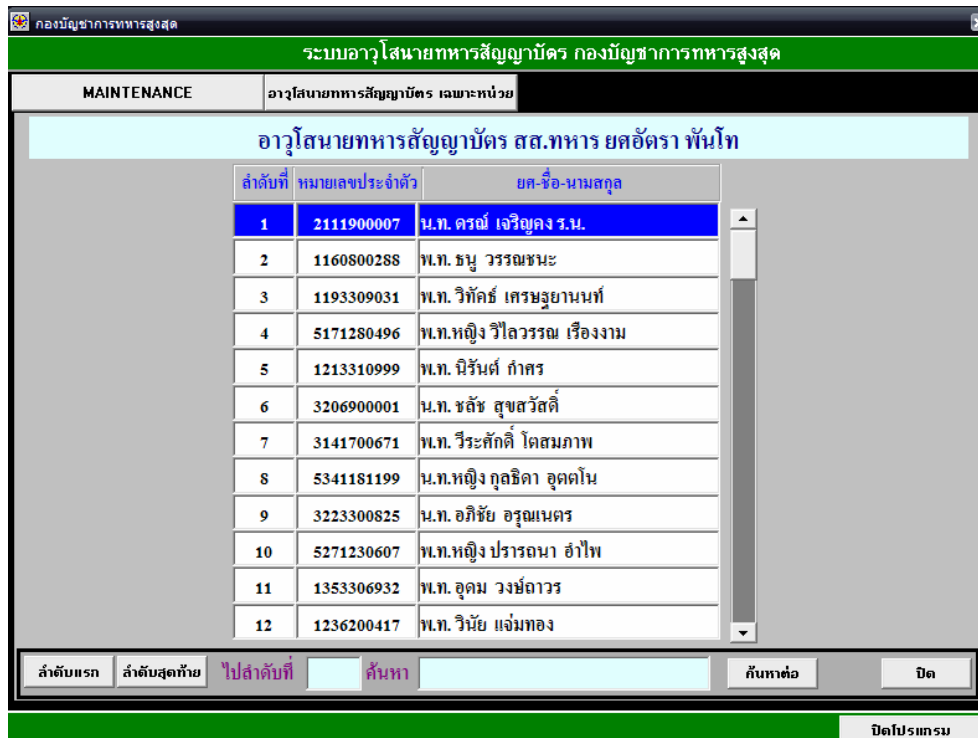 กองบัญชาการทหารสูงสุด
ระบบอาวุโสนายทหารสัญญาบัตร กองบัญชาการทหารสูงสุด
MAINTENANCE อาวุโสนายทหารสัญญาบัตร เฉพาะหน่วย
อาวุโสนายทหารสัญญาบัตร สส.ทหาร ยศอัตรา พันโท
ลำดับที่ หมายเลขประจำตัว ยศ-ชื่อ-นามสกุล
1 2111900007 น.ท. ดรณ์ เจริญคง ร.น.
2 1160800288 พ.ท. ธนู วรรณชนะ
3 1193309031 พ.ท. วิทัคธ์ เศรษฐยานนท์
4 5171280496 พ.ท.หญิง วิไลวรรณ เรืองงาม
5 1213310999 พ.ท. นิรันต์ กำศร
6 3206900001 น.ท. ชลัช สุขสวัสดิ์
7 3141700671 พ.ท. วีระศักดิ์ โตสมภาพ
8 5341181199 น.ท.หญิง กุลธิดา อุตตโน
9 3223300825 น.ท. อภิชัย อรุณเนตร
10 5271230607 พ.ท.หญิง ปรารถนา อำไพ
11 1353306932 พ.ท. อุดม วงษ์ถาวร
12 1236200417 พ.ท. วินัย แจ่มทอง
ลำดับแรก ลำดับสุดท้าย ไปลำดับที่ ค้นหา ค้นหาต่อ ปิด
ปิดโปรแกรม